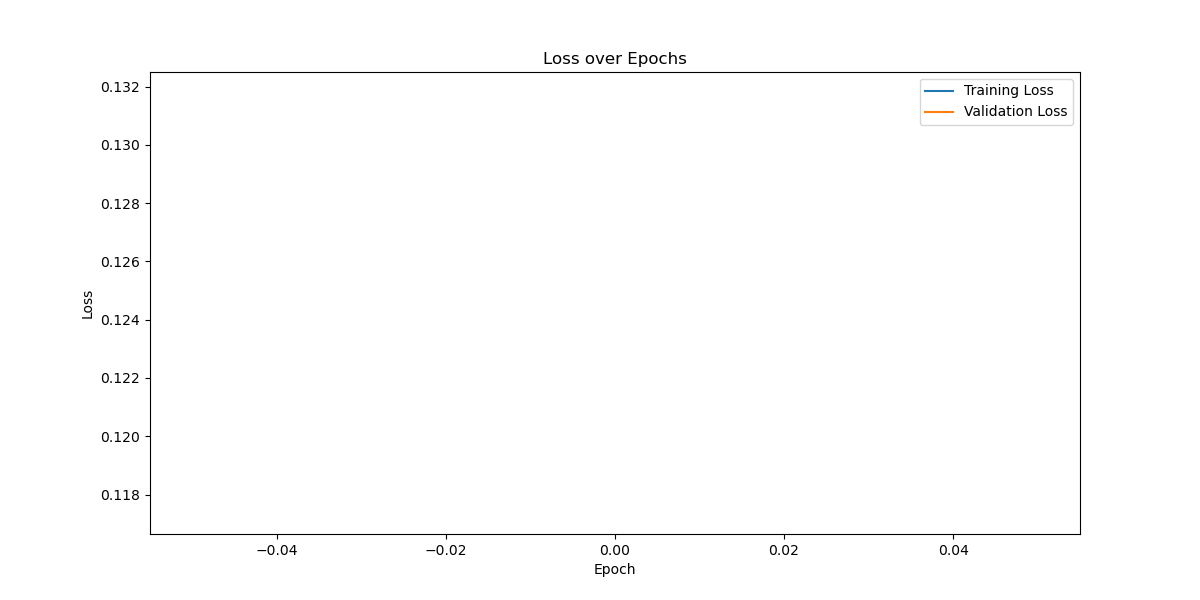 Loss over Epochs
Training Loss
Validation Loss
0.132
0.130
0.128
0.126
0.124
0.122
0.120
0.118
Loss
−0.04
−0.02
0.00
0.02
0.04
Epoch